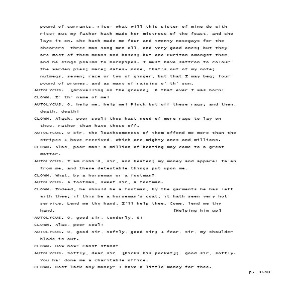 pound of currants, rice- what will this sister of mine do with
rice? But my father hath made her mistress of the feast, and she
lays it on. She hath made me four and twenty nosegays for the
shearers- three-man song-men all, and very good ones; but they
are most of them means and bases; but one Puritan amongst them,
and he sings psalms to hornpipes. I must have saffron to colour
the warden pies; mace; dates- none, that's out of my note;
nutmegs, seven; race or two of ginger, but that I may beg; four
pound of prunes, and as many of raisins o' th' sun.
AUTOLYCUS. [Grovelling on the ground] O that ever I was born!
CLOWN. I' th' name of me!
AUTOLYCUS. O, help me, help me! Pluck but off these rags; and then,
death, death!
CLOWN. Alack, poor soul! thou hast need of more rags to lay on
thee, rather than have these off.
AUTOLYCUS. O sir, the loathsomeness of them offend me more than the
stripes I have received, which are mighty ones and millions.
CLOWN. Alas, poor man! a million of beating may come to a great
matter.
AUTOLYCUS. I am robb'd, sir, and beaten; my money and apparel ta'en
from me, and these detestable things put upon me.
CLOWN. What, by a horseman or a footman?
AUTOLYCUS. A footman, sweet sir, a footman.
CLOWN. Indeed, he should be a footman, by the garments he has left
with thee; if this be a horseman's coat, it hath seen very hot
service. Lend me thy hand, I'll help thee. Come, lend me thy
hand. [Helping him up]
AUTOLYCUS. O, good sir, tenderly, O!
CLOWN. Alas, poor soul!
AUTOLYCUS. O, good sir, softly, good sir; I fear, sir, my shoulder
blade is out.
CLOWN. How now! Canst stand?
AUTOLYCUS. Softly, dear sir; [Picks his pocket] good sir, softly.
You ha' done me a charitable office.
CLOWN. Dost lack any money? I have a little money for thee.